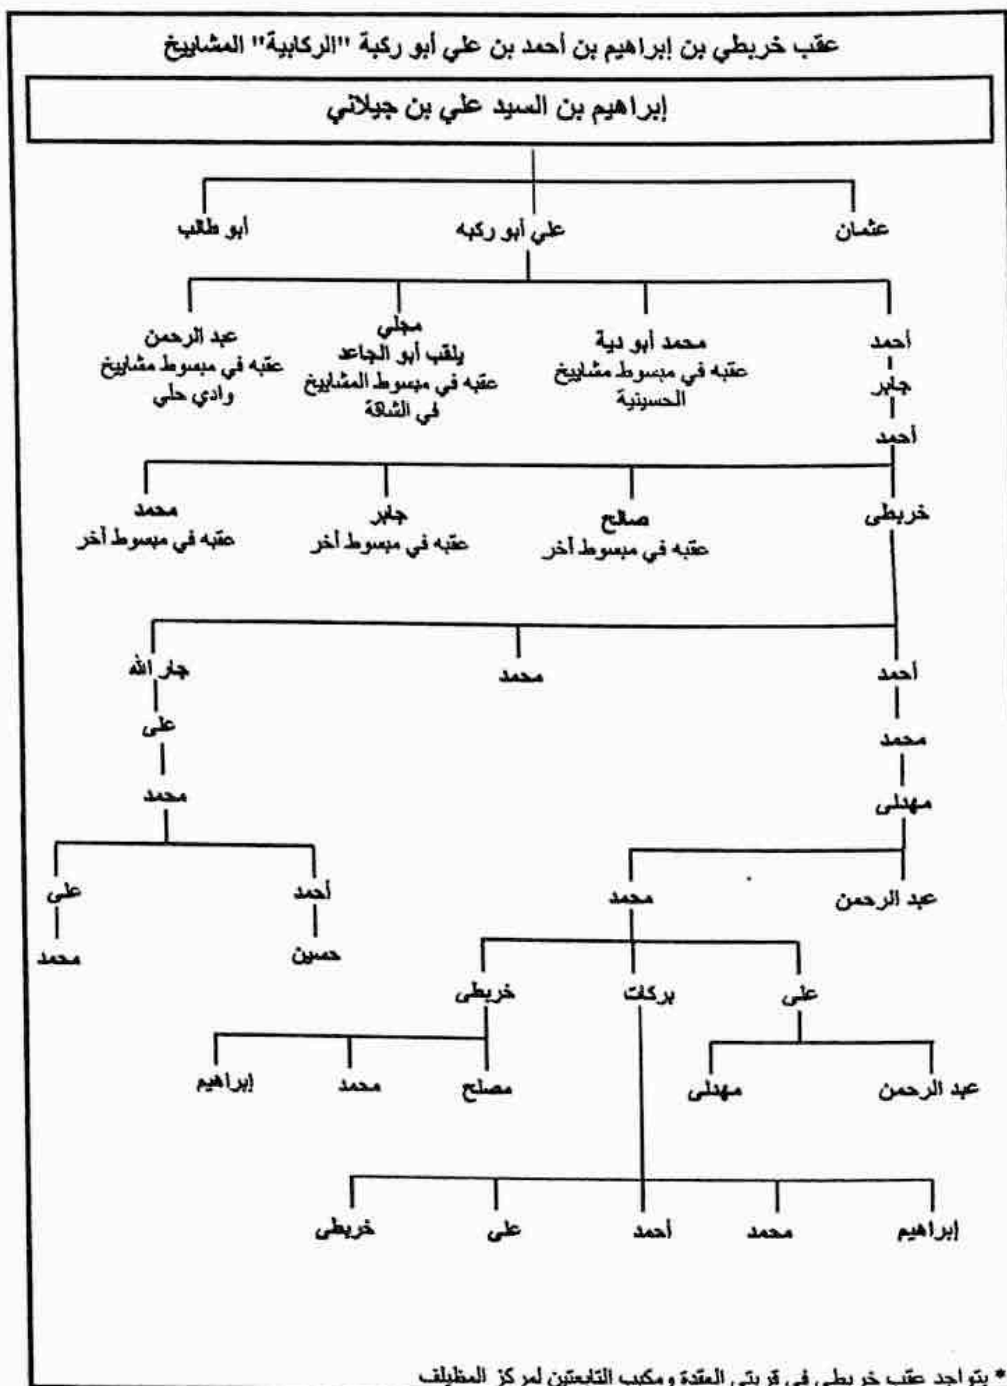 عقب خريطي بن إبراهيم بن أحمد بن علي أبو ركبة "الركابية" المشاييخ
إبراهيم بن السيد علي بن جيلاني
عثمان علي أبو ركبه أبو طالب
أحمد محمد أبو دية مجلي عبد الرحمن
عقبه في مبسوط مشاييخ يلقب أبو الجاعد عقبه في مبسوط مشاييخ
جابر الحسينية عقبه في مبسوط المشاييخ وادي حلي
في الشاقة
أحمد
خريطى صالح جابر محمد
عقبه في مبسوط أخر عقبه في مبسوط أخر عقبه في مبسوط أخر
أحمد محمد جار الله
محمد على
مهدلى محمد
عبد الرحمن محمد أحمد على
حسين محمد
على بركات خريطى
عبد الرحمن مهدلى مصلح محمد إبراهيم
إبراهيم محمد أحمد على خريطى
* يتواجد عقب خريطي في قريتي العقدة ومكيب التابعتين لمركز المظيلف